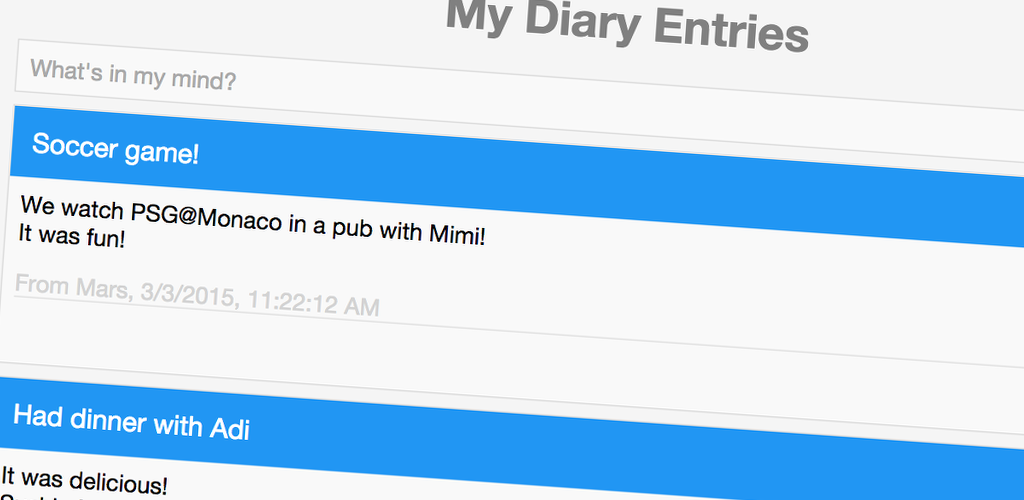 My Diary Entries
What's in my mind?
Soccer game!
We watch PSG@Monaco in a pub with Mimi!
It was fun!
From Mars, 3/3/2015, 11:22:12 AM
Had dinner with Adi
It was delicious!